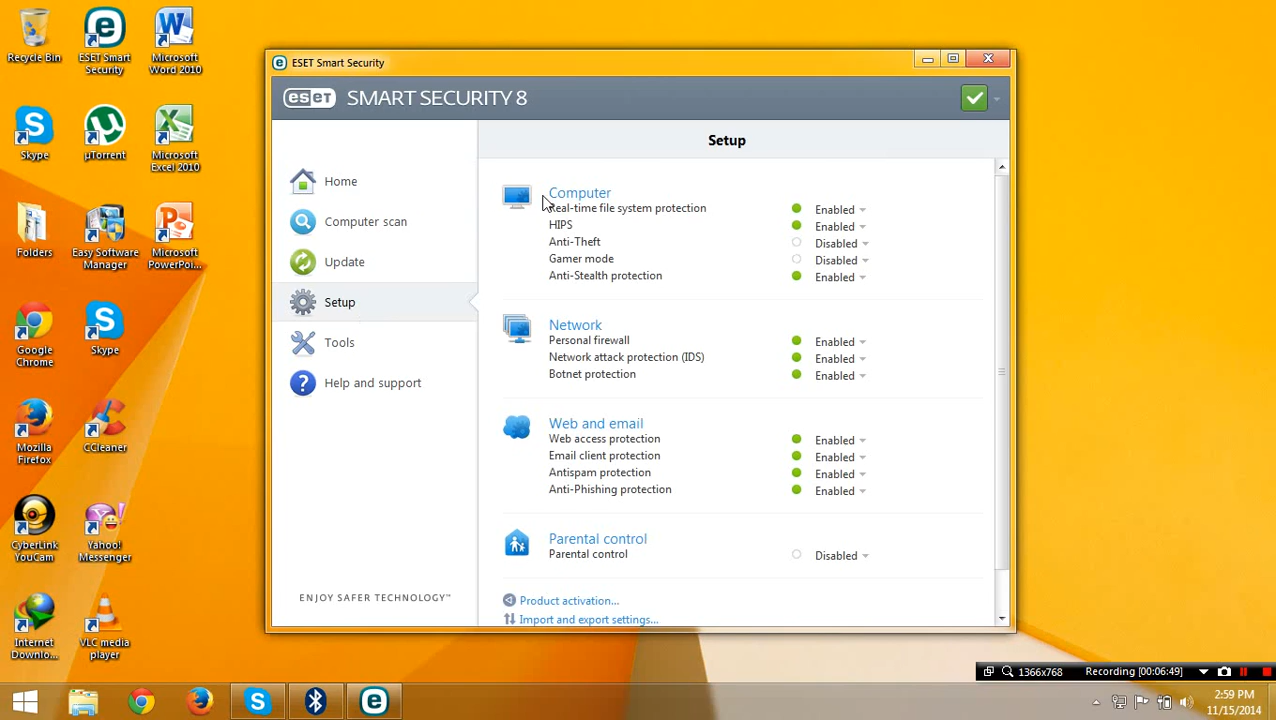 Recycle Bin
ESET Smart
Security
Microsoft
Word 2010
Skype
µTorrent
Microsoft
Excel 2010
Folders
Easy Software
Manager
Microsoft
PowerPoi...
Google
Chrome
Skype
Mozilla
Firefox
CCleaner
CyberLink
YouCam
Yahoo!
Messenger
Internet
Downlo...
VLC media
player
ESET Smart Security
eset SMART SECURITY 8
Home
Computer scan
Update
Setup
Tools
Help and support
ENJOY SAFER TECHNOLOGY™
Setup
Computer
Real-time file system protection Enabled
HIPS Enabled
Anti-Theft Disabled
Gamer mode Disabled
Anti-Stealth protection Enabled
Network
Personal firewall Enabled
Network attack protection (IDS) Enabled
Botnet protection Enabled
Web and email
Web access protection Enabled
Email client protection Enabled
Antispam protection Enabled
Anti-Phishing protection Enabled
Parental control
Parental control Disabled
Product activation...
Import and export settings...
1366x768 Recording [00:06:49]
2:59 PM
11/15/2014